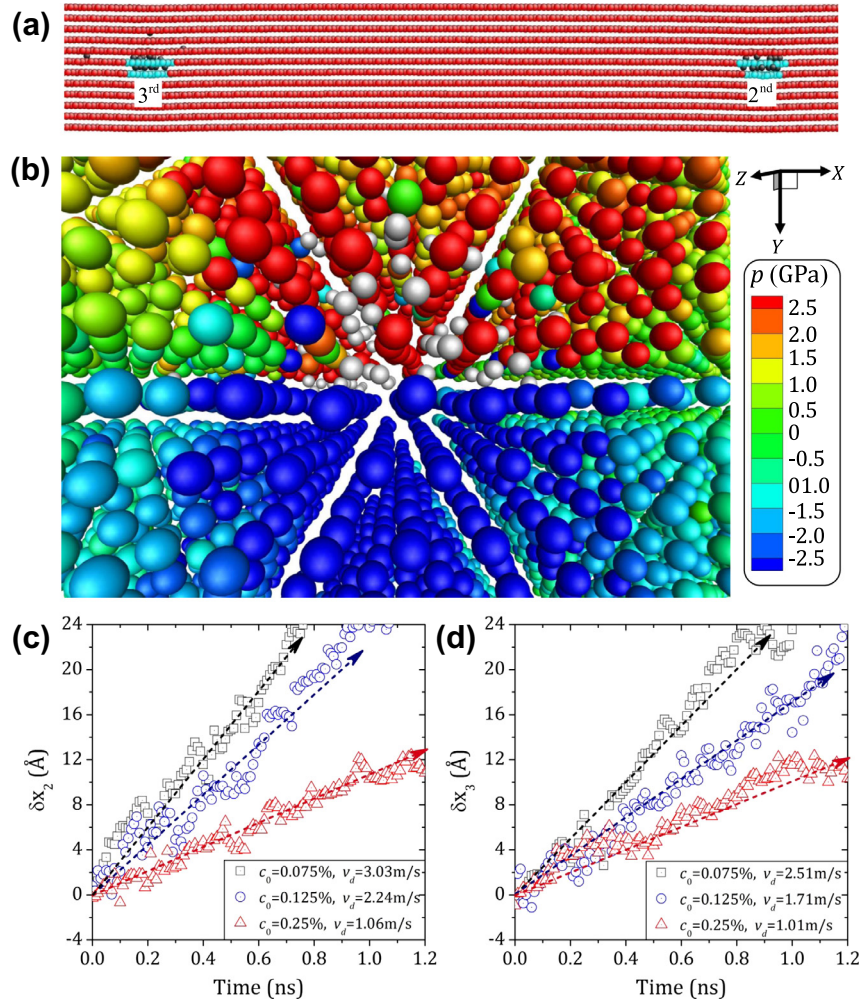 (a)
3rd
2nd
(b)
Z
X
Y
p (GPa)
2.5
2.0
1.5
1.0
0.5
0
-0.5
01.0
-1.5
-2.0
-2.5
(c)
24
20
16
12
8
4
0
-4
δx2 (Å)
c0=0.075%, vd=3.03m/s
c0=0.125%, vd=2.24m/s
c0=0.25%, vd=1.06m/s
0.0 0.2 0.4 0.6 0.8 1.0 1.2
Time (ns)
(d)
24
20
16
12
8
4
0
-4
δx3 (Å)
c0=0.075%, vd=2.51m/s
c0=0.125%, vd=1.71m/s
c0=0.25%, vd=1.01m/s
0.0 0.2 0.4 0.6 0.8 1.0 1.2
Time (ns)